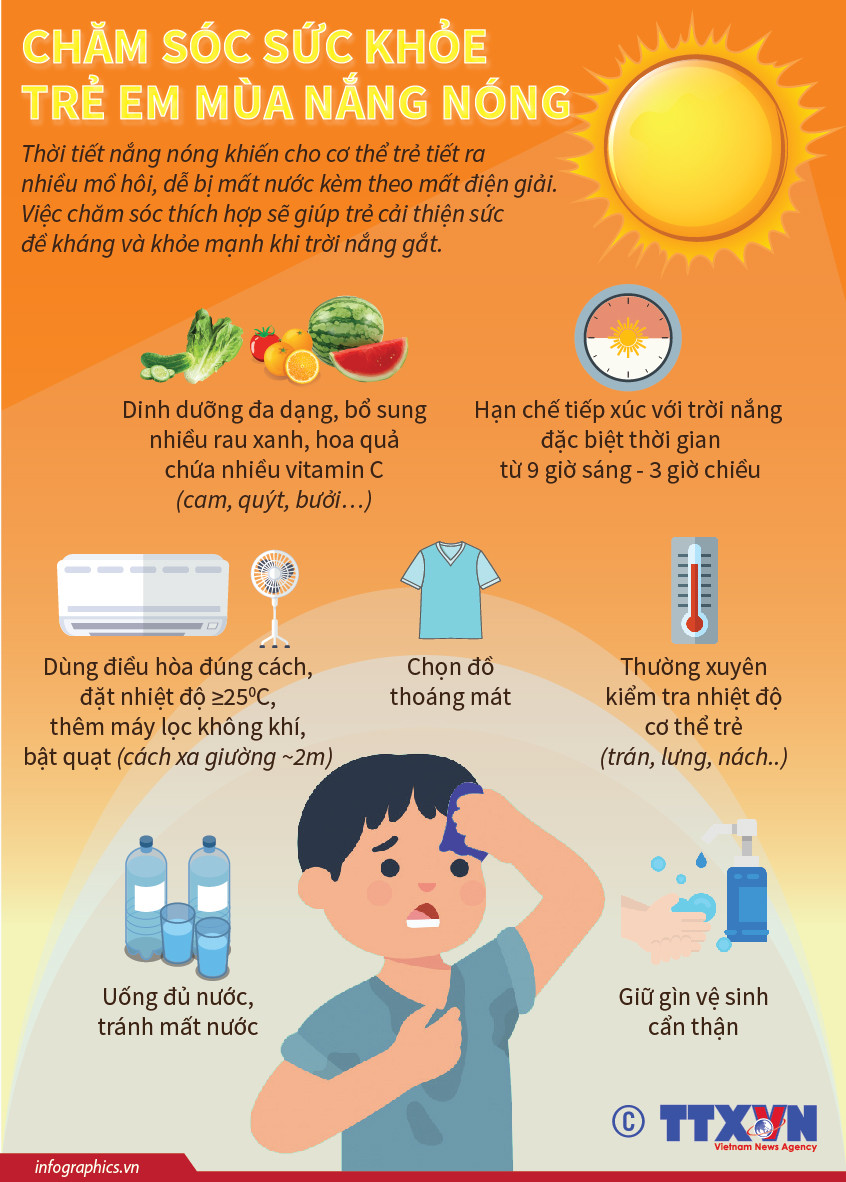 CHĂM SÓC SỨC KHỎE
TRẺ EM MÙA NẮNG NÓNG
Thời tiết nắng nóng khiến cho cơ thể trẻ tiết ra
nhiều mồ hôi, dễ bị mất nước kèm theo mất điện giải.
Việc chăm sóc thích hợp sẽ giúp trẻ cải thiện sức
đề kháng và khỏe mạnh khi trời nắng gắt.
Dinh dưỡng đa dạng, bổ sung
nhiều rau xanh, hoa quả
chứa nhiều vitamin C
(cam, quýt, bưởi...)
Hạn chế tiếp xúc với trời nắng
đặc biệt thời gian
từ 9 giờ sáng - 3 giờ chiều
Dùng điều hòa đúng cách,
đặt nhiệt độ ≥25⁰C,
thêm máy lọc không khí,
bật quạt (cách xa giường ~2m)
Chọn đồ
thoáng mát
Thường xuyên
kiểm tra nhiệt độ
cơ thể trẻ
(trán, lưng, nách..)
Uống đủ nước,
tránh mất nước
Giữ gìn vệ sinh
cẩn thận
© TTXVN
Vietnam News Agency
infographics.vn